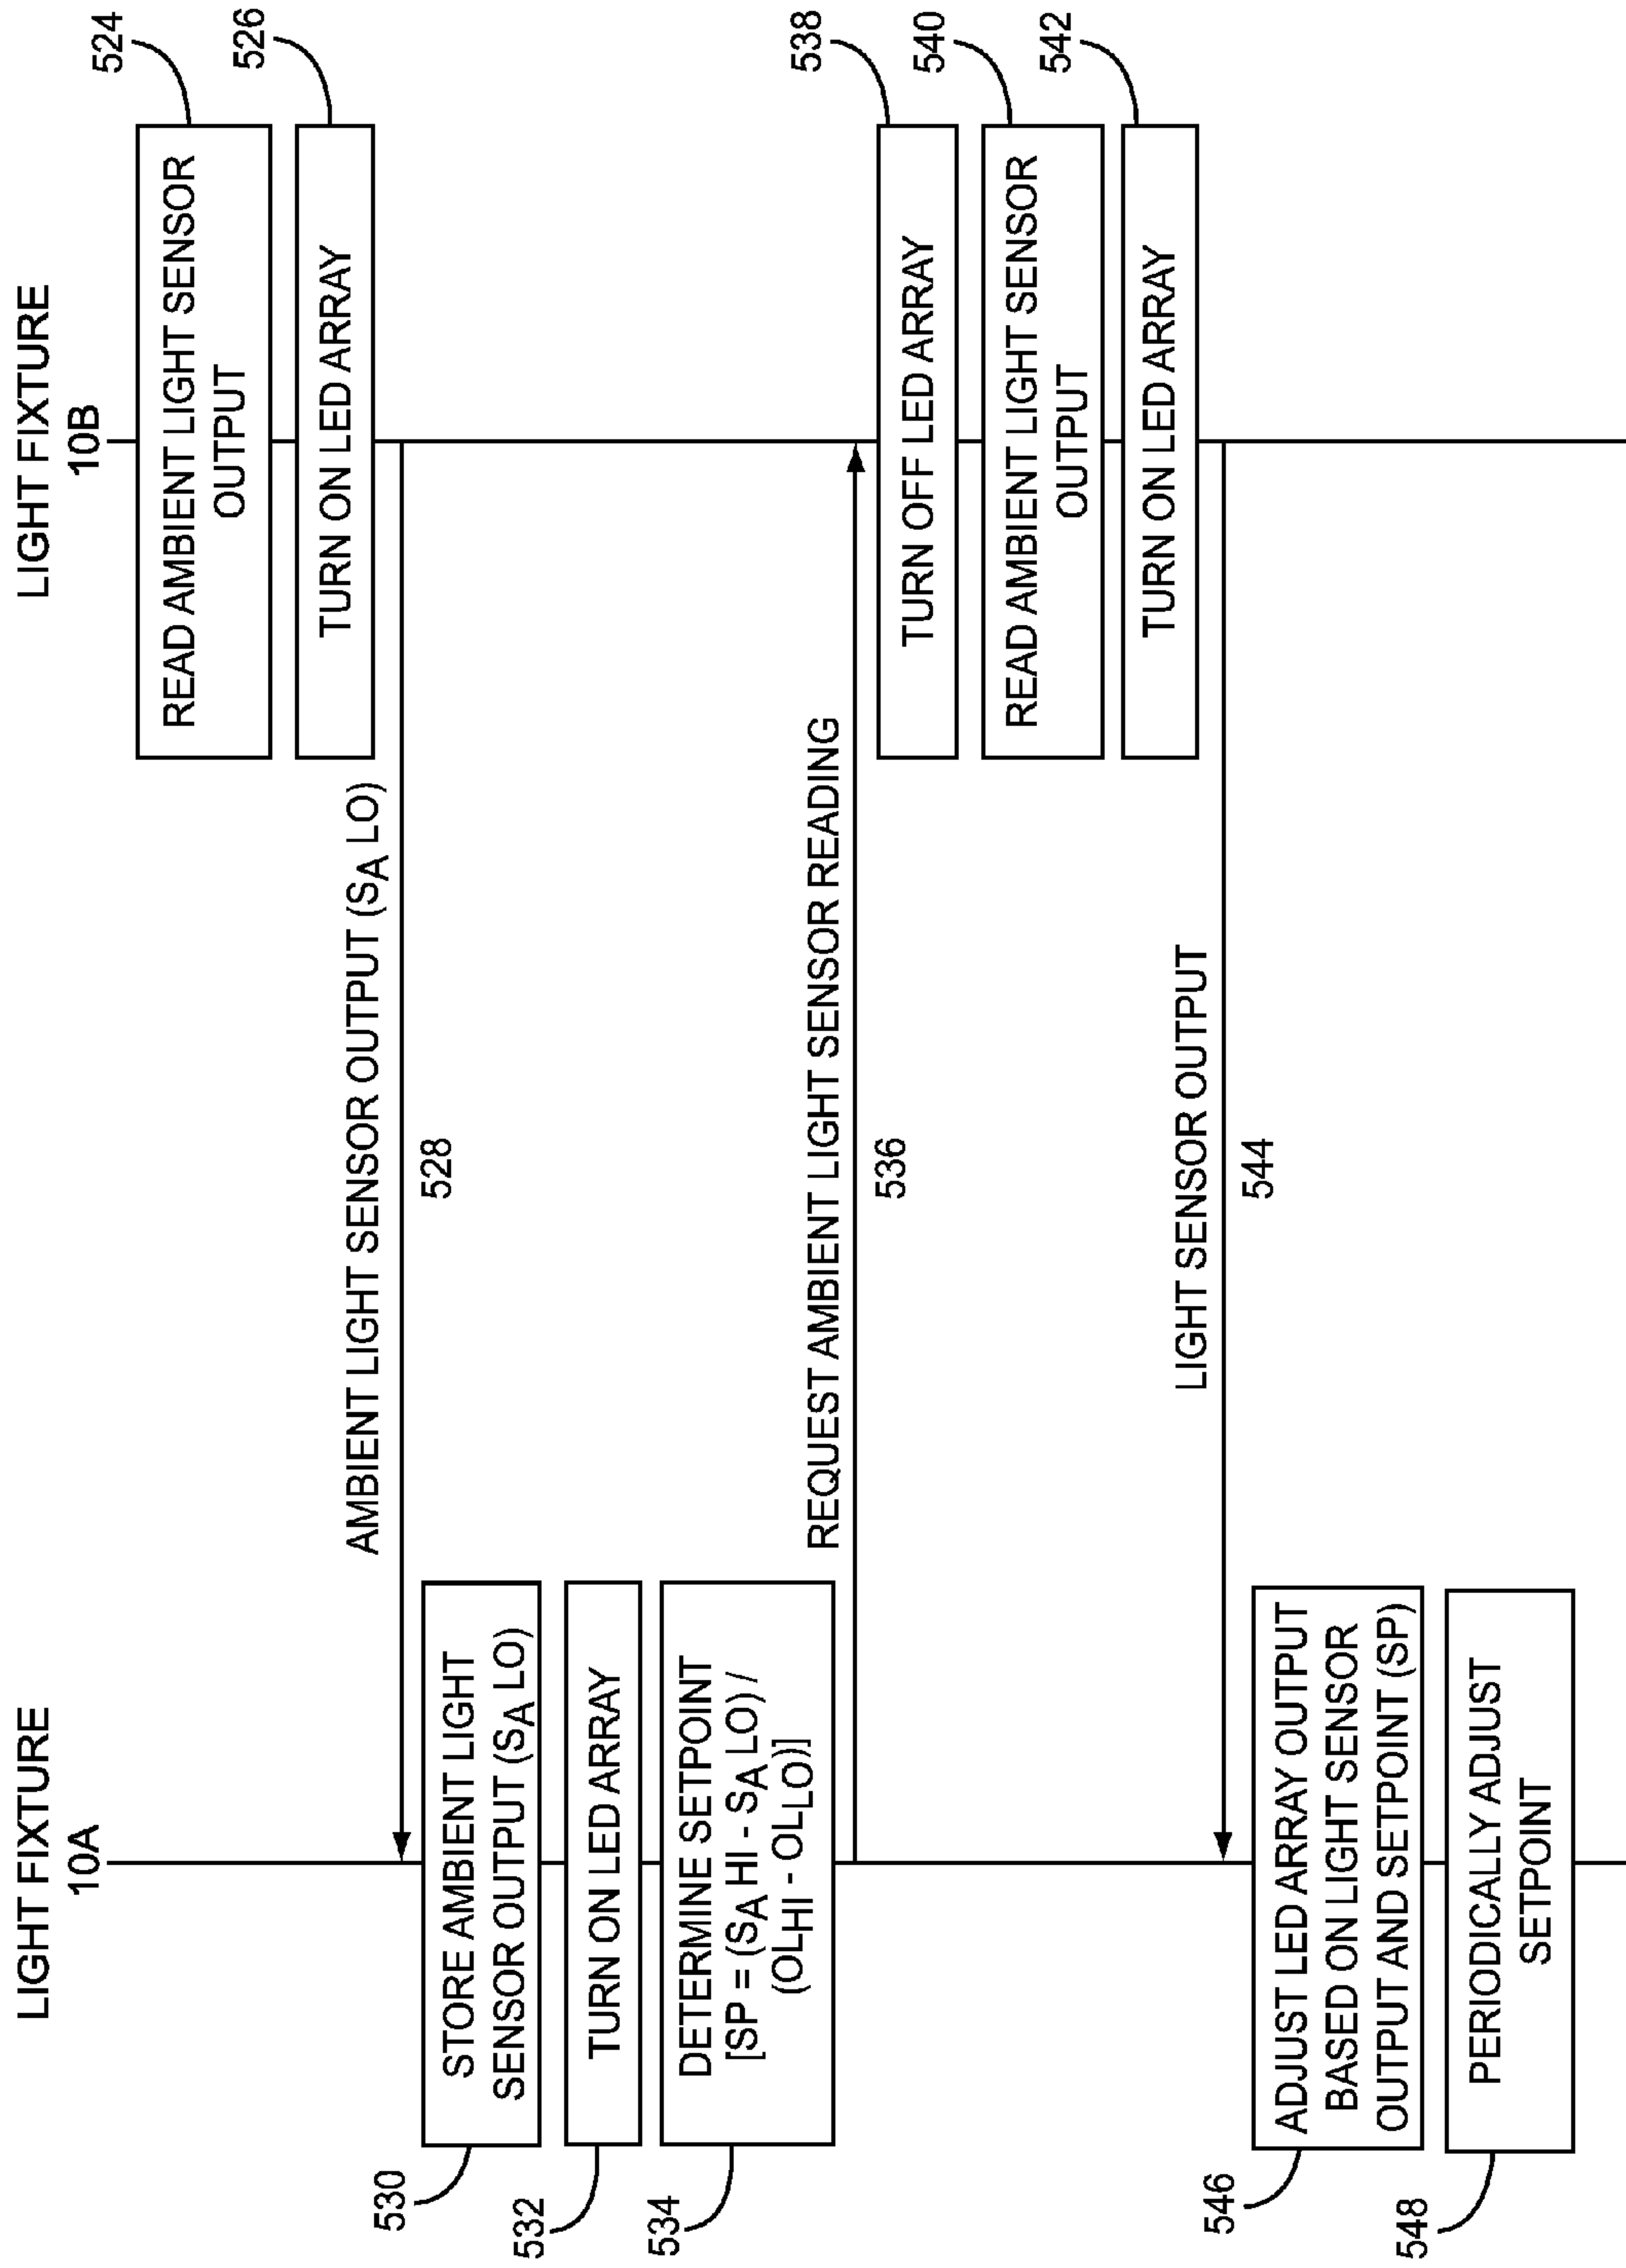 LIGHT FIXTURE
10A
LIGHT FIXTURE
10B
READ AMBIENT LIGHT SENSOR
OUTPUT
524
TURN ON LED ARRAY
526
AMBIENT LIGHT SENSOR OUTPUT (SA LO)
528
STORE AMBIENT LIGHT
SENSOR OUTPUT (SA LO)
530
TURN ON LED ARRAY
532
DETERMINE SETPOINT
[SP = (SA HI - SA LO) /
(OLHI - OLLO)]
534
REQUEST AMBIENT LIGHT SENSOR READING
536
TURN OFF LED ARRAY
538
READ AMBIENT LIGHT SENSOR
OUTPUT
540
TURN ON LED ARRAY
542
LIGHT SENSOR OUTPUT
544
ADJUST LED ARRAY OUTPUT
BASED ON LIGHT SENSOR
OUTPUT AND SETPOINT (SP)
546
PERIODICALLY ADJUST
SETPOINT
548